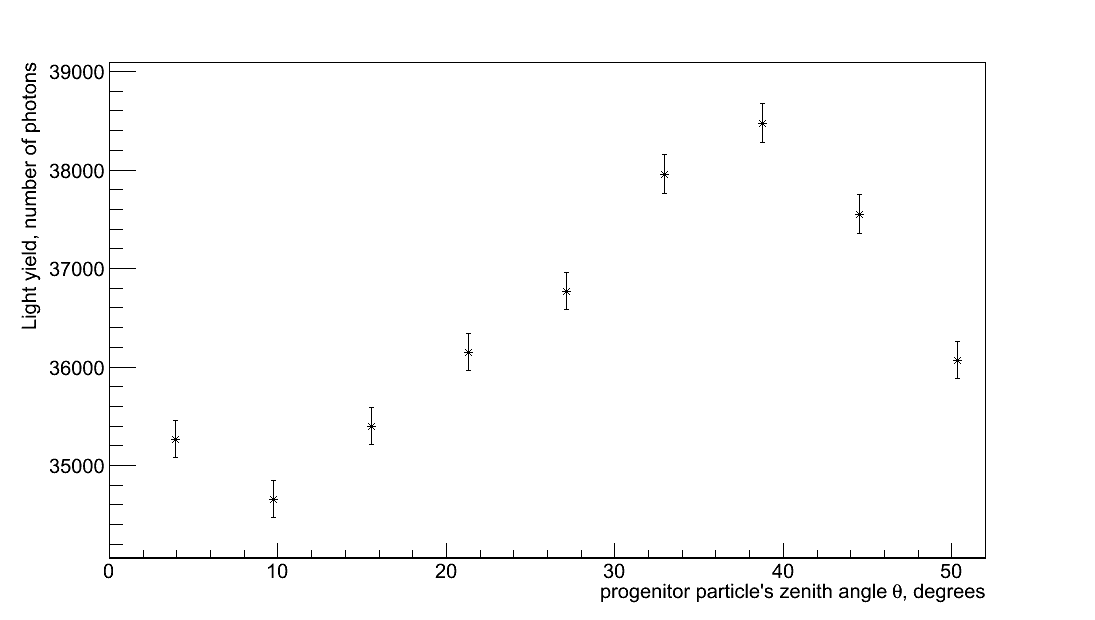 Light yield, number of photons
39000
38000
37000
36000
35000
0 10 20 30 40 50
progenitor particle's zenith angle θ, degrees